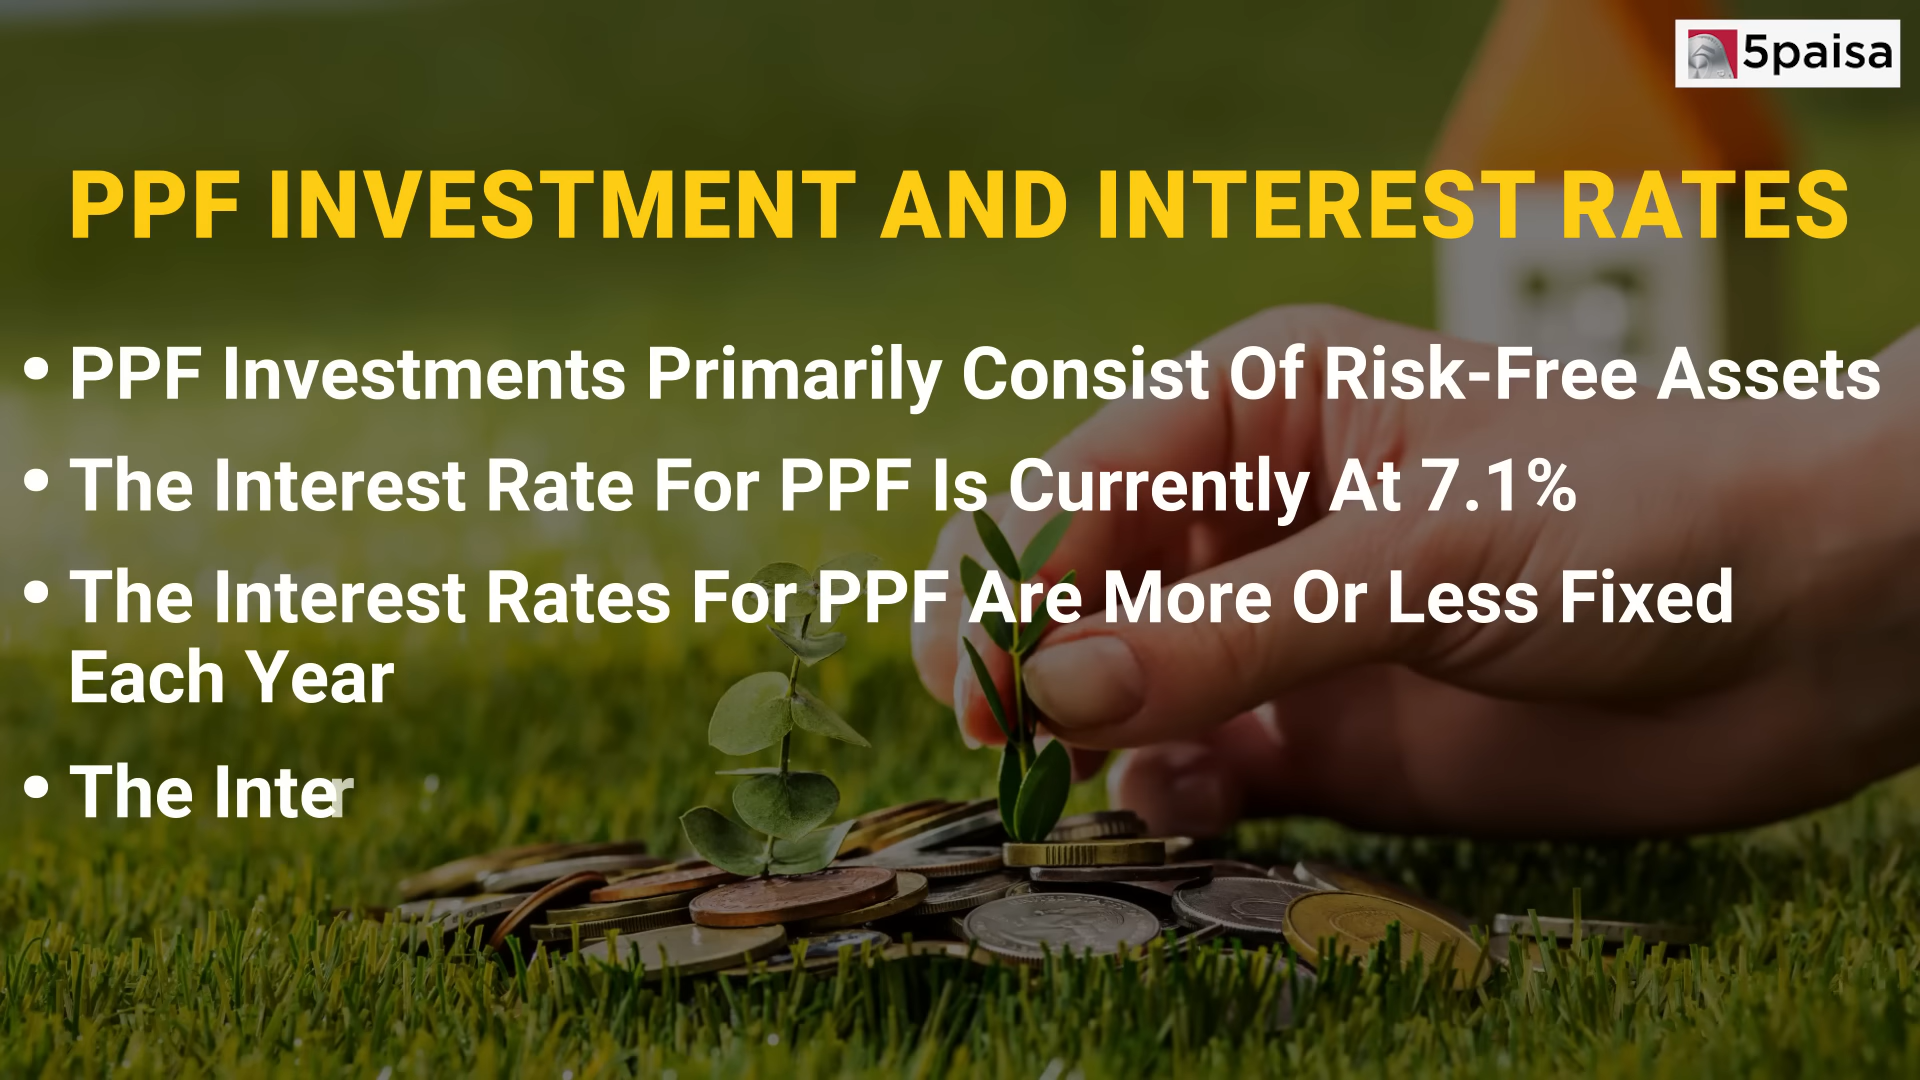 5paisa
PPF INVESTMENT AND INTEREST RATES
• PPF Investments Primarily Consist Of Risk-Free Assets
• The Interest Rate For PPF Is Currently At 7.1%
• The Interest Rates For PPF Are More Or Less Fixed
Each Year
• The Inter